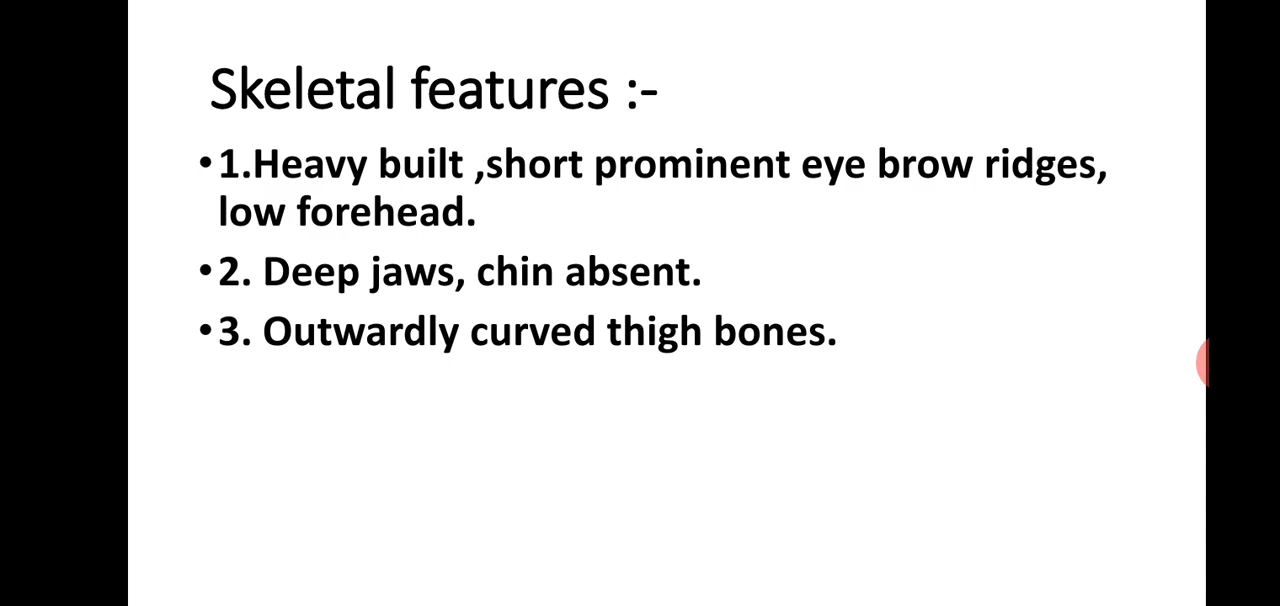 Skeletal features :-
•1.Heavy built ,short prominent eye brow ridges,
low forehead.
•2. Deep jaws, chin absent.
•3. Outwardly curved thigh bones.